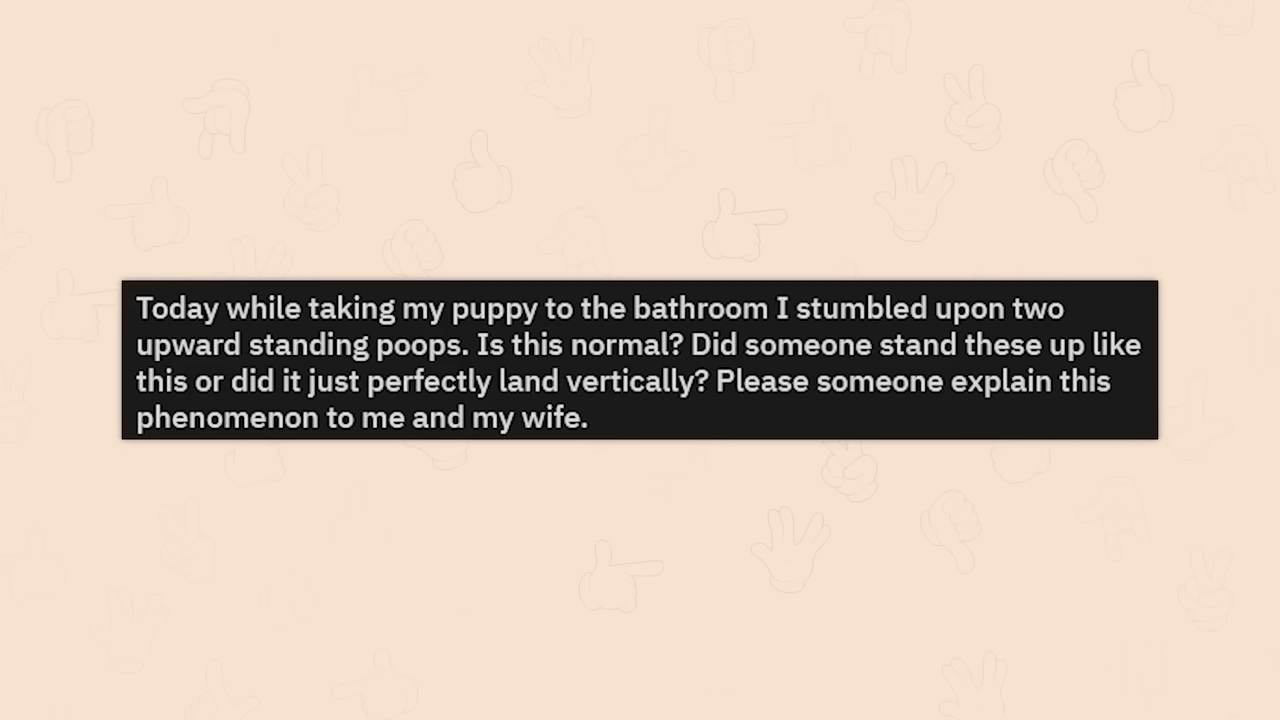 Today while taking my puppy to the bathroom I stumbled upon two
upward standing poops. Is this normal? Did someone stand these up like
this or did it just perfectly land vertically? Please someone explain this
phenomenon to me and my wife.